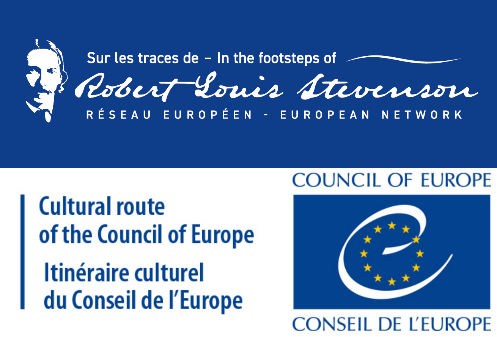 Sur les traces de – In the footsteps of
Robert Louis Stevenson
RÉSEAU EUROPÉEN - EUROPEAN NETWORK
Cultural route
of the Council of Europe
Itinéraire culturel
du Conseil de l'Europe
COUNCIL OF EUROPE
CONSEIL DE L'EUROPE